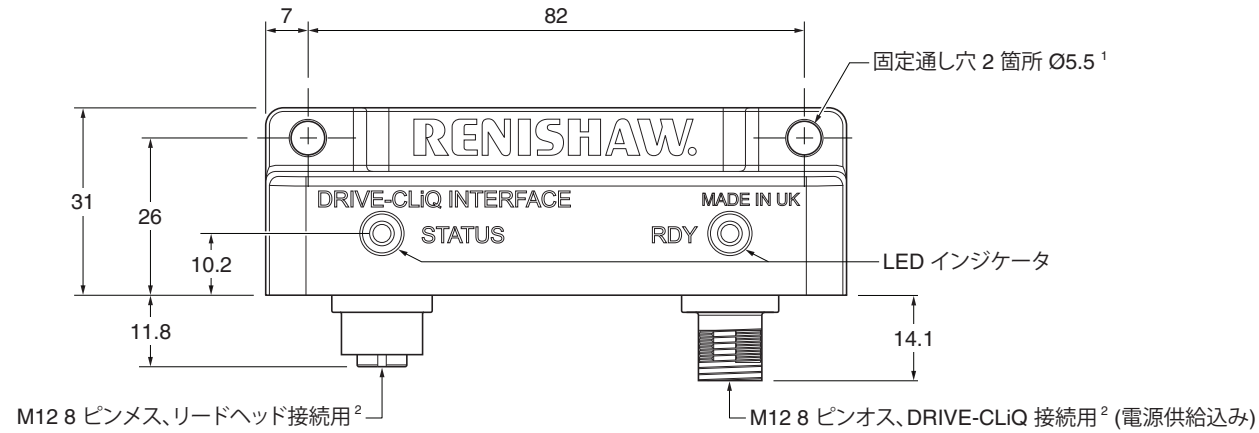 7
82
固定通し穴 2 箇所 Ø5.5 ¹
RENISHAW.
31
26
DRIVE-CLiQ INTERFACE
MADE IN UK
STATUS
RDY
10.2
LED インジケータ
11.8
14.1
M12 8 ピンメス、リードヘッド接続用 ²
M12 8 ピンオス、DRIVE-CLiQ 接続用 ² (電源供給込み)